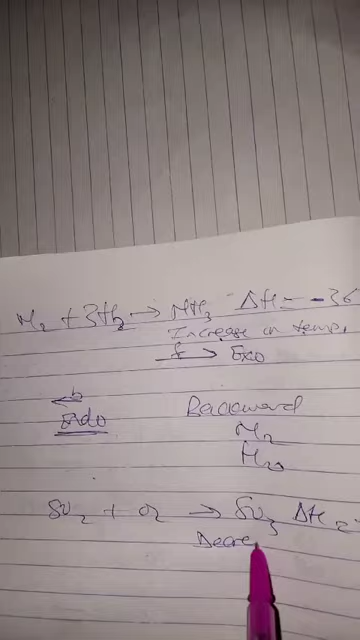 N₂ + 3H₂ → NH₃ ΔH = -36
Increase in temp.
f → Exo
← b
Endo Backward
N₂
H₂
SO₂ + O₂ → SO₃ ΔH =
Decre